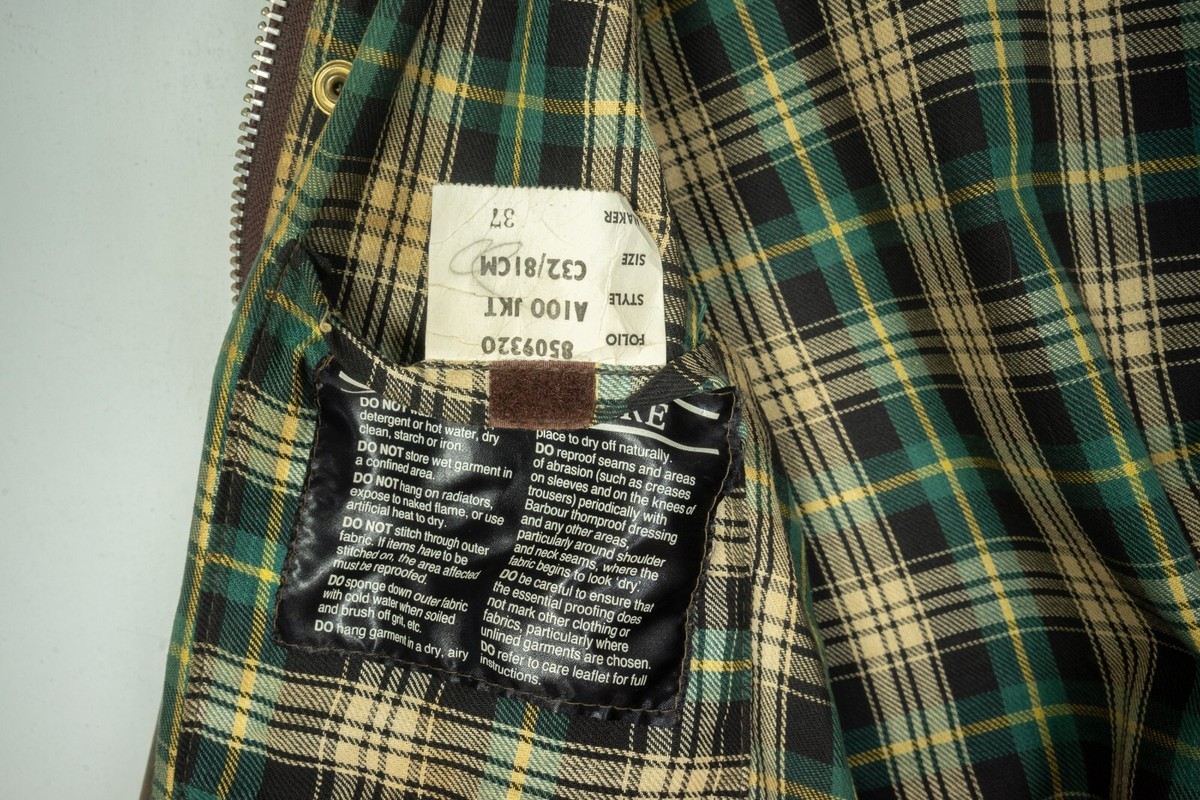 MAKER 37
SIZE C32/81CM
STYLE A100 JKT
FOLIO 8509320
DO NOT
detergent or hot water, dry
clean, starch or iron.
DO NOT store wet garment in
a confined area.
DO NOT hang on radiators,
expose to naked flame, or use
artificial heat to dry.
DO NOT stitch through outer
fabric. If items have to be
stitched on, the area affected
must be reproofed.
DO sponge down outer fabric
with cold water when soiled
and brush off grit, etc.
DO hang garment in a dry, airy
place to dry off naturally.
DO reproof seams and areas
of abrasion (such as creases
on sleeves and on the knees of
trousers) periodically with
Barbour thornproof dressing
and any other areas,
particularly around shoulder
and neck seams, where the
fabric begins to look 'dry'.
DO be careful to ensure that
the essential proofing does
not mark other clothing or
fabrics, particularly where
unlined garments are chosen.
DO refer to care leaflet for full
instructions.